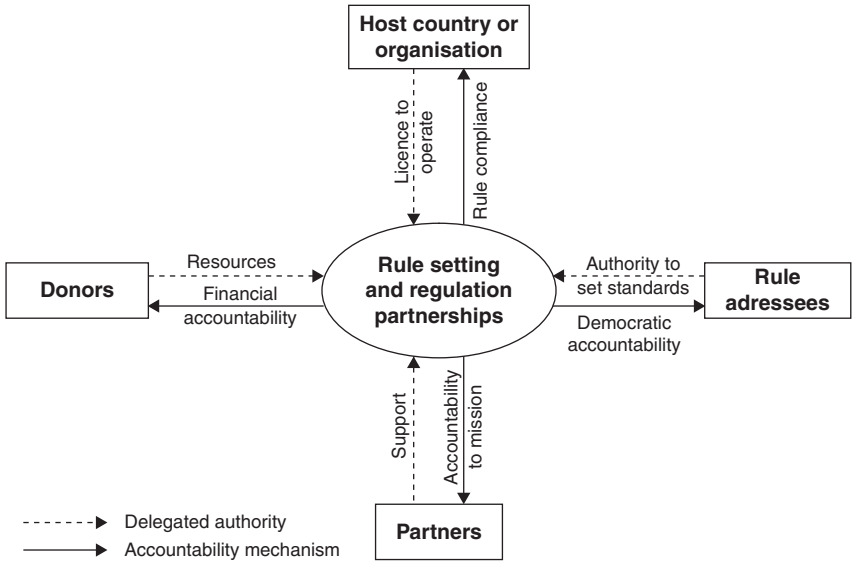 Host country or
organisation
Licence to
operate
Rule compliance
Donors
Resources
Financial
accountability
Rule setting
and regulation
partnerships
Authority to
set standards
Democratic
accountability
Rule
adressees
Support
Accountability
to mission
Partners
Delegated authority
Accountability mechanism